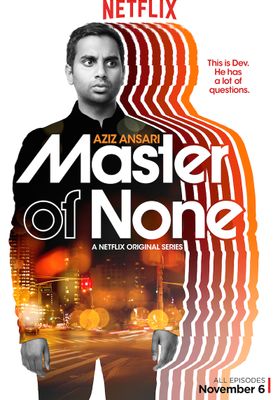 NETFLIX
This is Dev.
He has
a lot of
questions.
AZIZ ANSARI
Master
of None
A NETFLIX ORIGINAL SERIES
ALL EPISODES
November 6